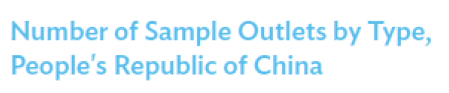 Number of Sample Outlets by Type,
People's Republic of China